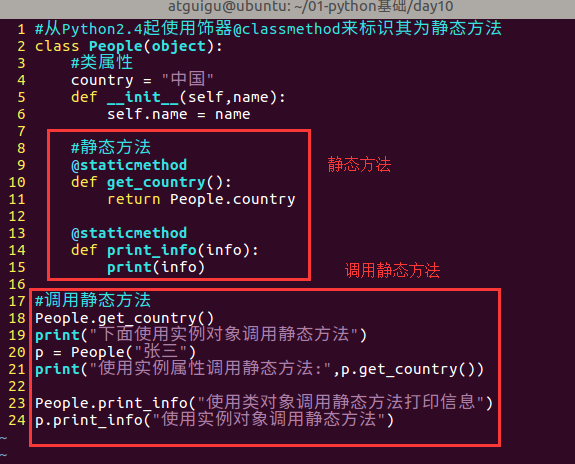 atguigu@ubuntu: ~/01-python基础/day10
1 #从Python2.4起使用饰器@classmethod来标识其为静态方法
2 class People(object):
3     #类属性
4     country = "中国"
5     def __init__(self,name):
6         self.name = name
7
8     #静态方法
9     @staticmethod
静态方法
10     def get_country():
11         return People.country
12
13     @staticmethod
14     def print_info(info):
15         print(info)
调用静态方法
16
17 #调用静态方法
18 People.get_country()
19 print("下面使用实例对象调用静态方法")
20 p = People("张三")
21 print("使用实例属性调用静态方法:",p.get_country())
22
23 People.print_info("使用类对象调用静态方法打印信息")
24 p.print_info("使用实例对象调用静态方法")
~
~